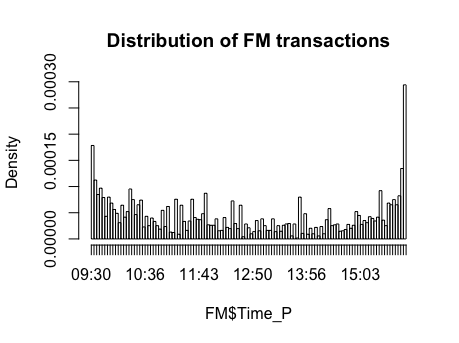 Distribution of FM transactions
Density
0.00030
0.00015
0.00000
09:30 10:36 11:43 12:50 13:56 15:03
FM$Time_P